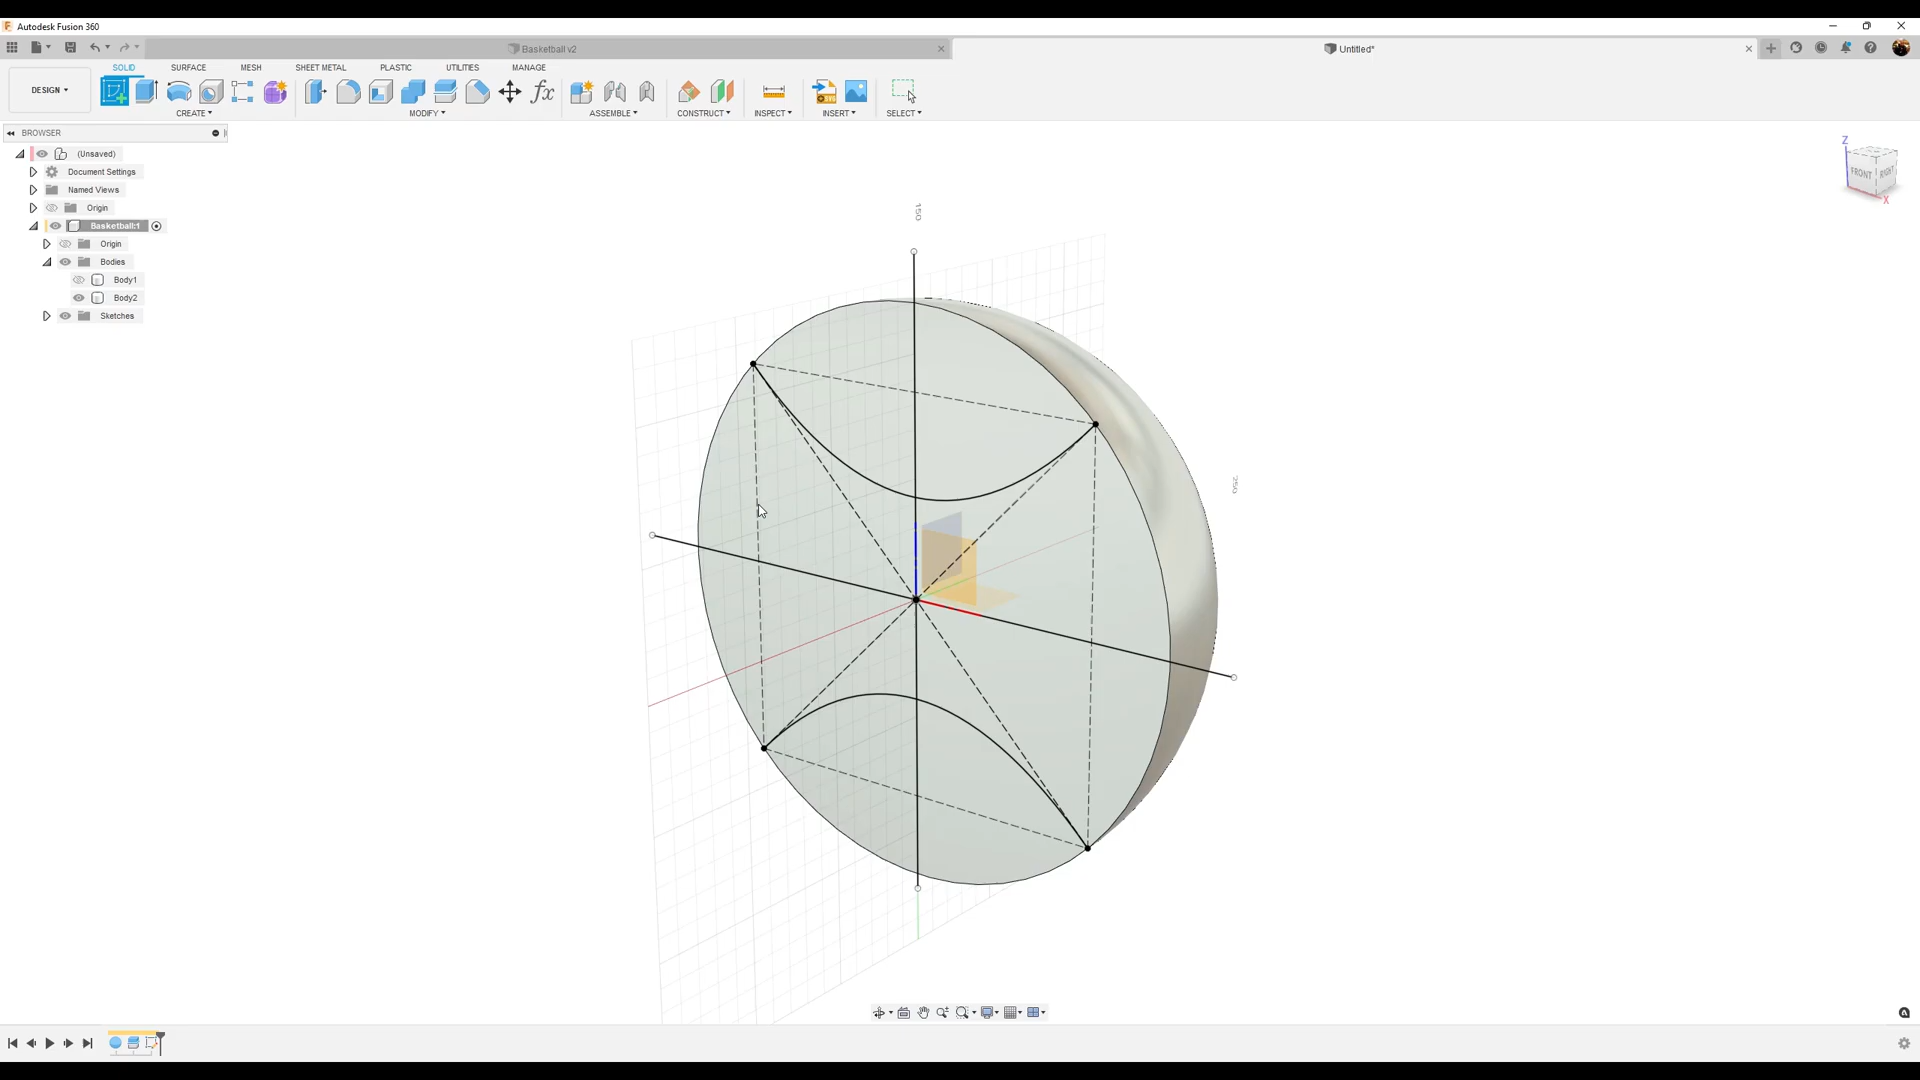 Autodesk Fusion 360
Basketball v2
Untitled*
SOLID SURFACE MESH SHEET METAL PLASTIC UTILITIES MANAGE
DESIGN
CREATE MODIFY ASSEMBLE CONSTRUCT INSPECT INSERT SELECT
BROWSER
(Unsaved)
Document Settings
Named Views
Origin
Basketball:1
Origin
Bodies
Body1
Body2
Sketches
150
250
Z
FRONT
RIGHT
X